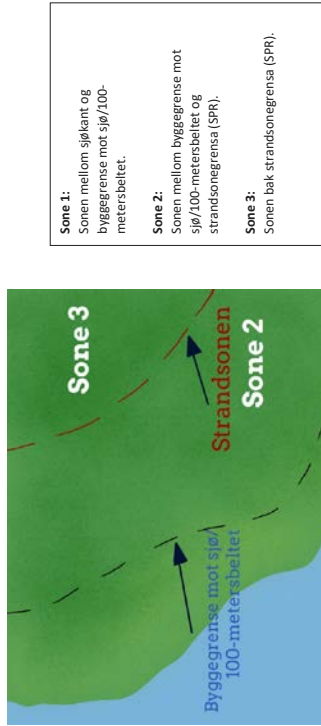 Sone 3
Strandsonen
Sone 2
Byggegrense mot sjø/
100-metersbeltet
Sone 1:
Sonen mellom sjøkant og
byggegrense mot sjø/100-
metersbeltet.
Sone 2:
Sonen mellom byggegrense mot
sjø/100-metersbeltet og
strandsonegrensa (SPR).
Sone 3:
Sonen bak strandsonegrensa (SPR).